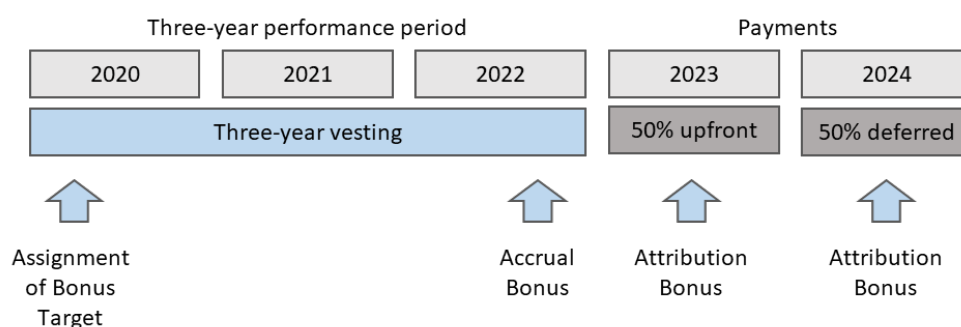 Three-year performance period
Payments
2020
2021
2022
2023
2024
Three-year vesting
50% upfront
50% deferred
Assignment
of Bonus
Target
Accrual
Bonus
Attribution
Bonus
Attribution
Bonus